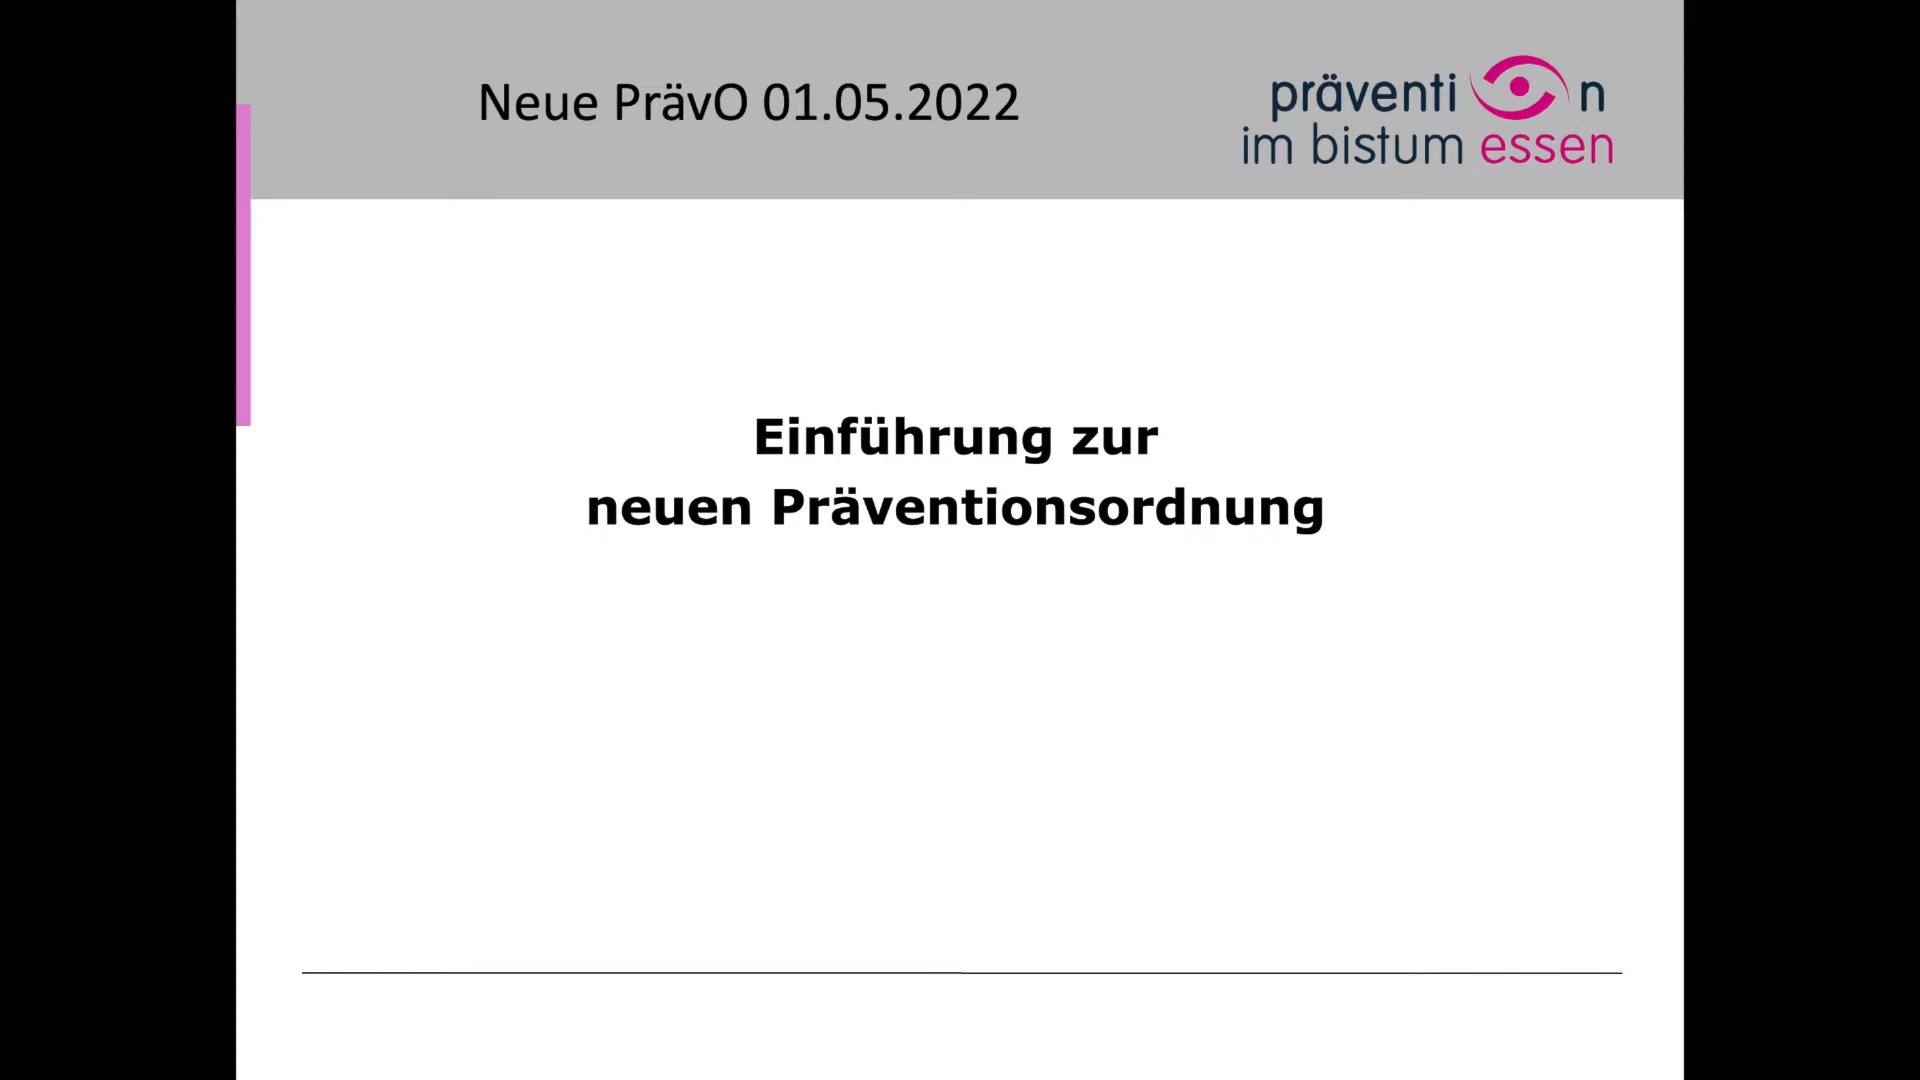 Neue PrävO 01.05.2022
präventi n
im bistum essen
Einführung zur
neuen Präventionsordnung